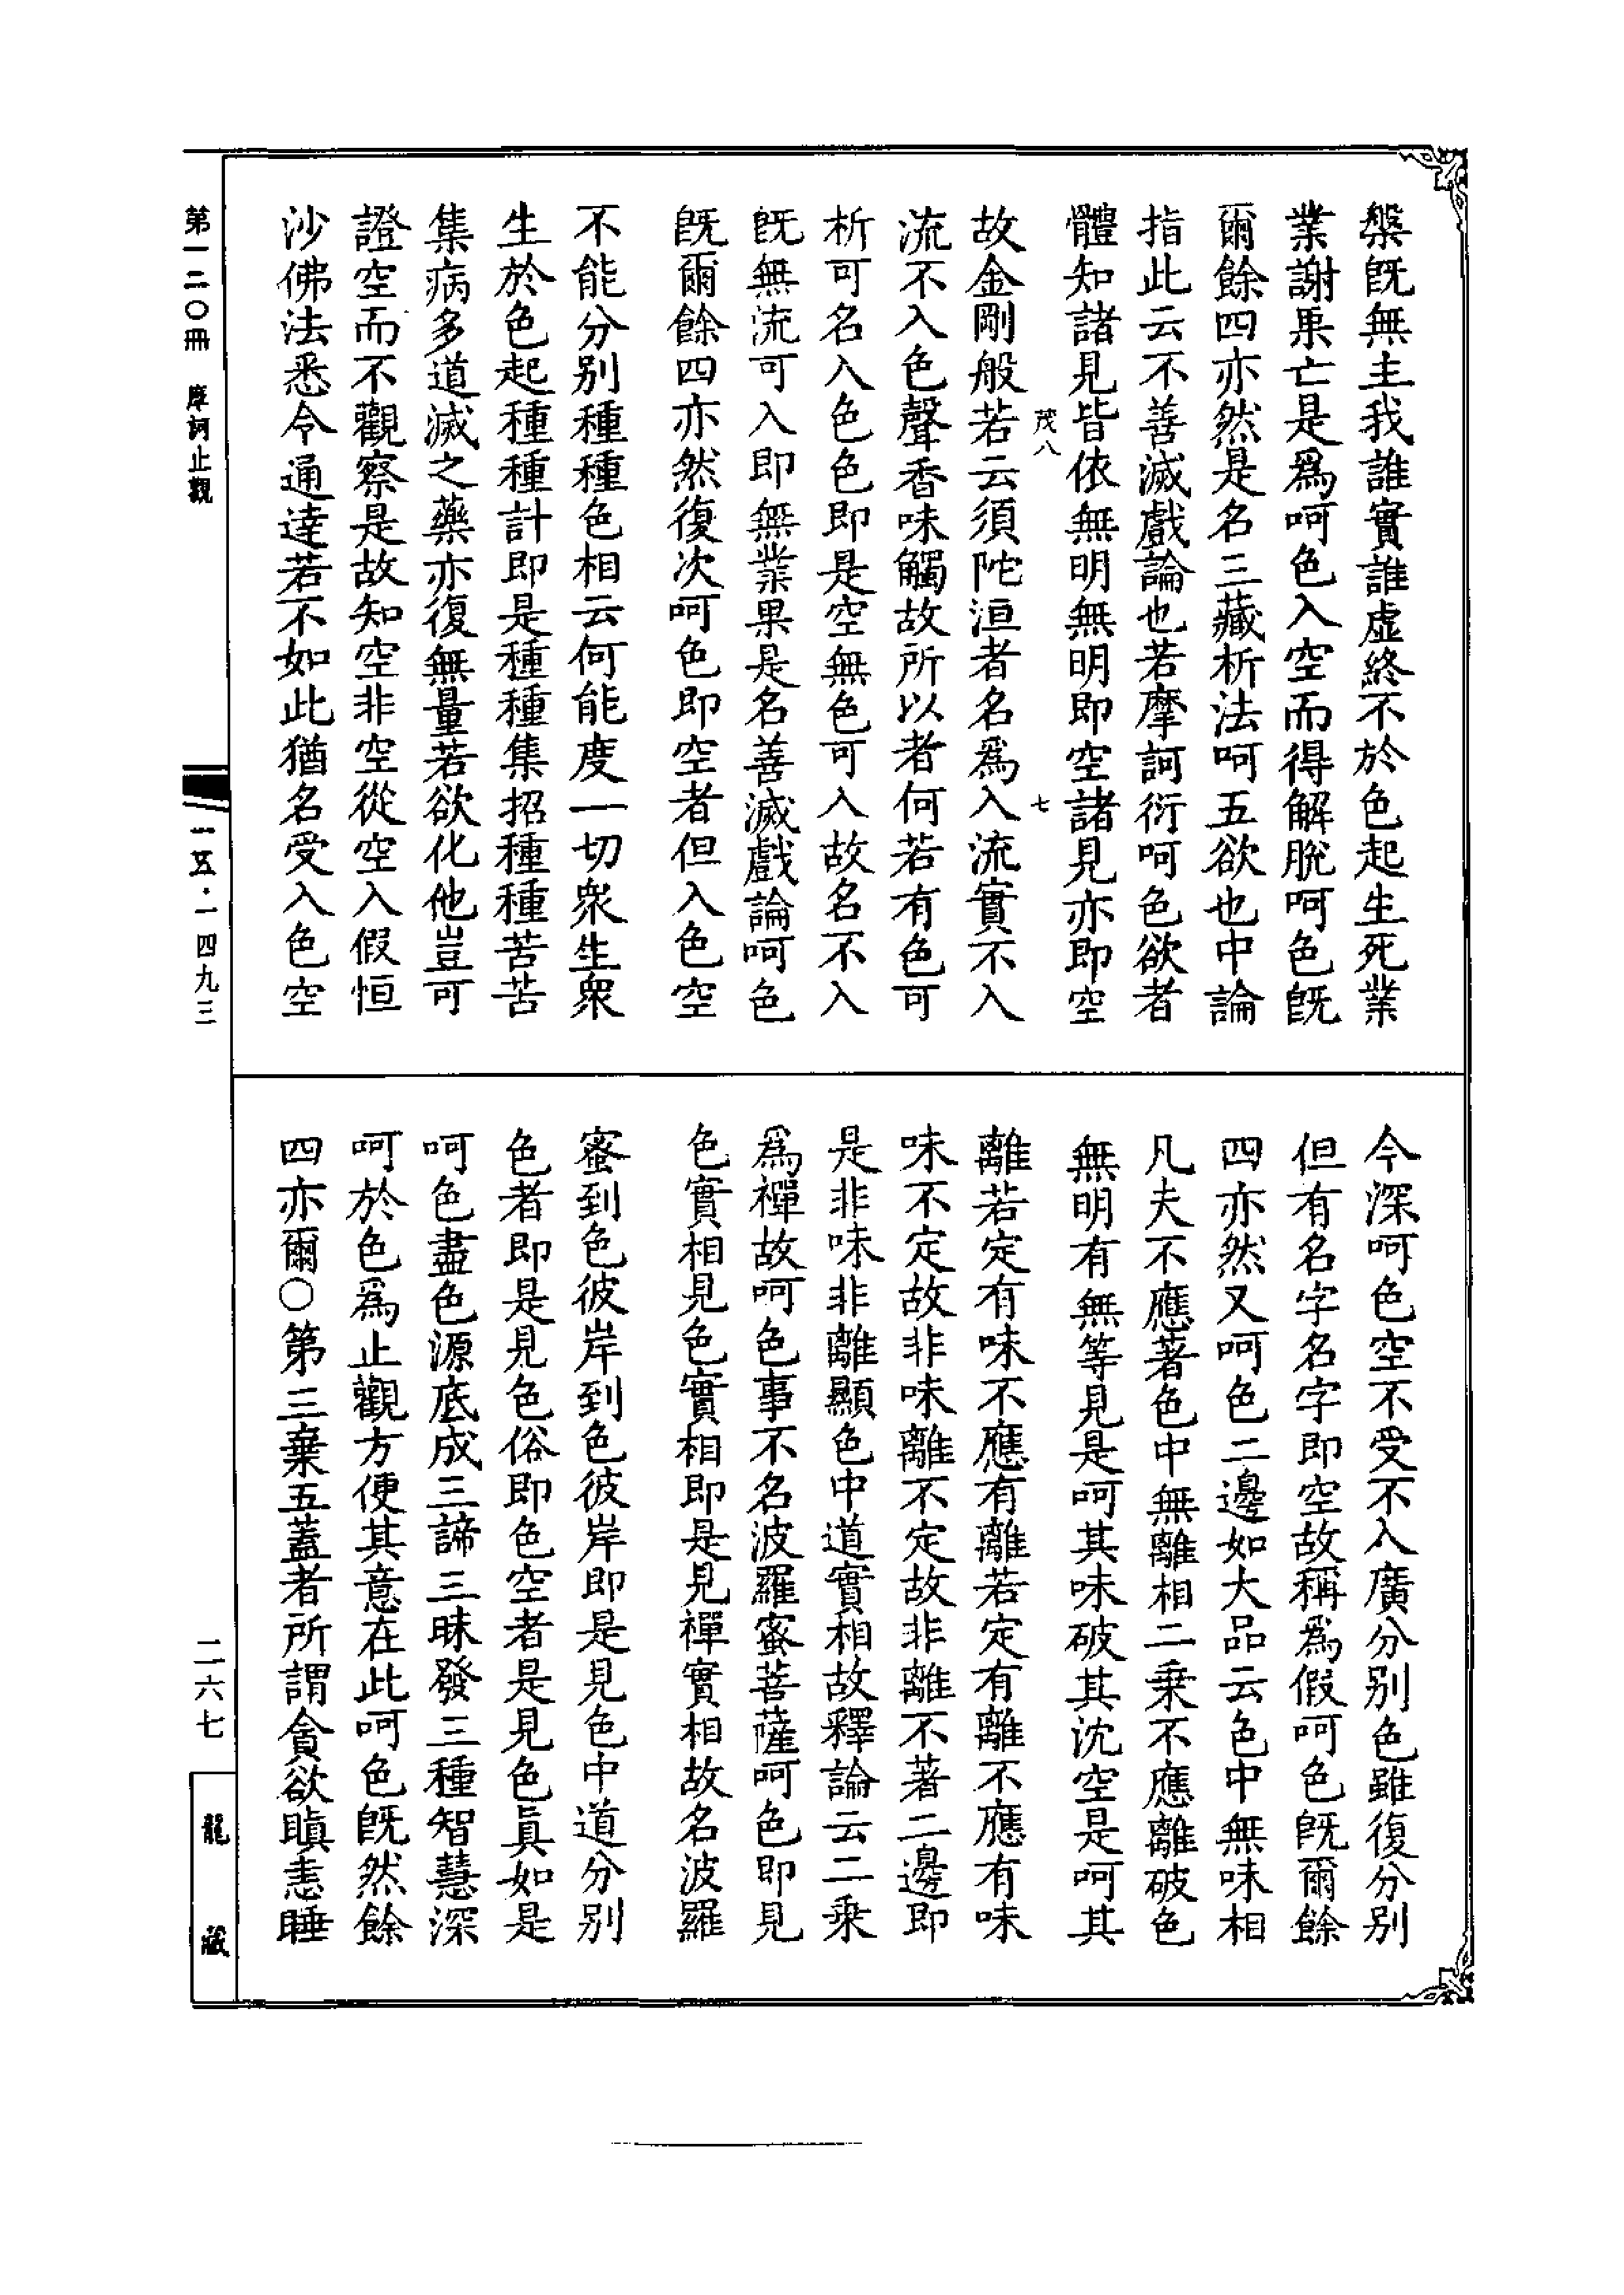 槃旣無主我誰實誰虛終不於色起生死業
業謝果亡是爲呵色入空而得解脫呵色旣
爾餘四亦然是名三藏析法呵五欲也中論
指此云不善滅戲論也若摩訶衍呵色欲者
體知諸見皆依無明無明即空諸見亦即空
茂八
七
故金剛般若云須陀洹者名爲入流實不入
流不入色聲香味觸故所以者何若有色可
析可名入色色即是空無色可入故名不入
旣無流可入即無業果是名善滅戲論呵色
旣爾餘四亦然復次呵色即空者但入色空
不能分別種種色相云何能度一切衆生衆
生於色起種種計即是種種集招種種苦苦
集病多道滅之藥亦復無量若欲化他豈可
證空而不觀察是故知空非空從空入假恒
沙佛法悉令通達若不如此猶名受入色空
今深呵色空不受不入廣分別色雖復分別
但有名字名字即空故稱爲假呵色旣爾餘
四亦然又呵色二邊如大品云色中無味相
凡夫不應著色中無離相二乘不應離破色
無明有無等見是呵其味破其沈空是呵其
離若定有味不應有離若定有離不應有味
味不定故非味離不定故非離不著二邊即
是非味非離顯色中道實相故釋論云二乘
爲禪故呵色事不名波羅蜜菩薩呵色即見
色實相見色實相即是見禪實相故名波羅
蜜到色彼岸到色彼岸即是見色中道分別
色者即是見色俗即色空者是見色眞如是
呵色盡色源底成三諦三昧發三種智慧深
呵於色爲止觀方便其意在此呵色旣然餘
四亦爾○第三棄五蓋者所謂貪欲瞋恚睡
第一二〇冊　摩訶止觀
一一五·一四九三
二六七
龍藏